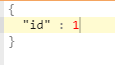 {
"id" : 1
}